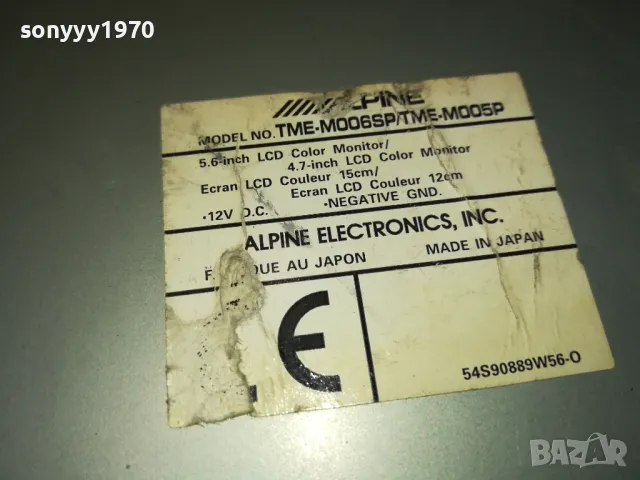 sonyyy1970
ALPINE
MODEL NO. TME-M006SP/TME-M005P
5.6-inch LCD Color Monitor/
4.7-inch LCD Color Monitor
Ecran LCD Couleur 15cm/
Ecran LCD Couleur 12cm
•12V D.C. •NEGATIVE GND.
ALPINE ELECTRONICS, INC.
AU JAPON MADE IN JAPAN
CE
54S90889W56-O
BAZAR